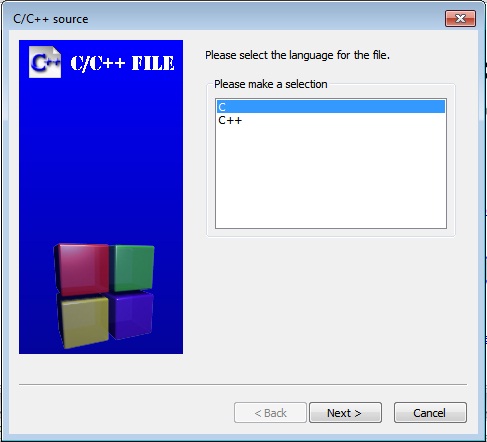 C/C++ source
C++
C/C++ FILE
Please select the language for the file.
Please make a selection
C
C++
< Back
Next >
Cancel